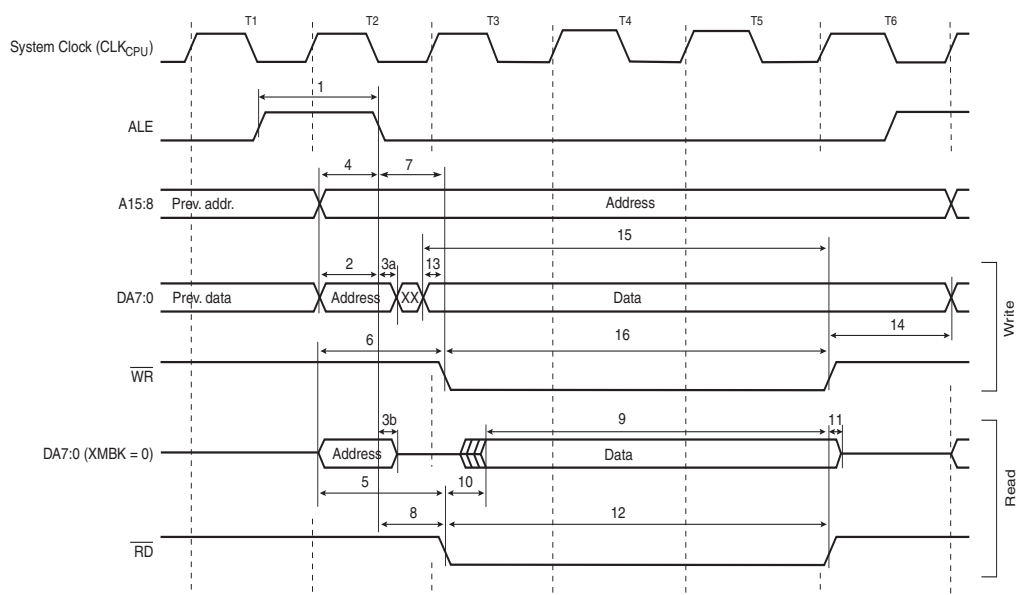 T1 T2 T3 T4 T5 T6
System Clock (CLKCPU)
1
ALE
4 7
A15:8 Prev. addr. Address
15
2 3a 13
DA7:0 Prev. data Address XX Data
14
6 16
WR
Write
3b 9 11
DA7:0 (XMBK = 0) Address Data
5 10
8 12
RD
Read